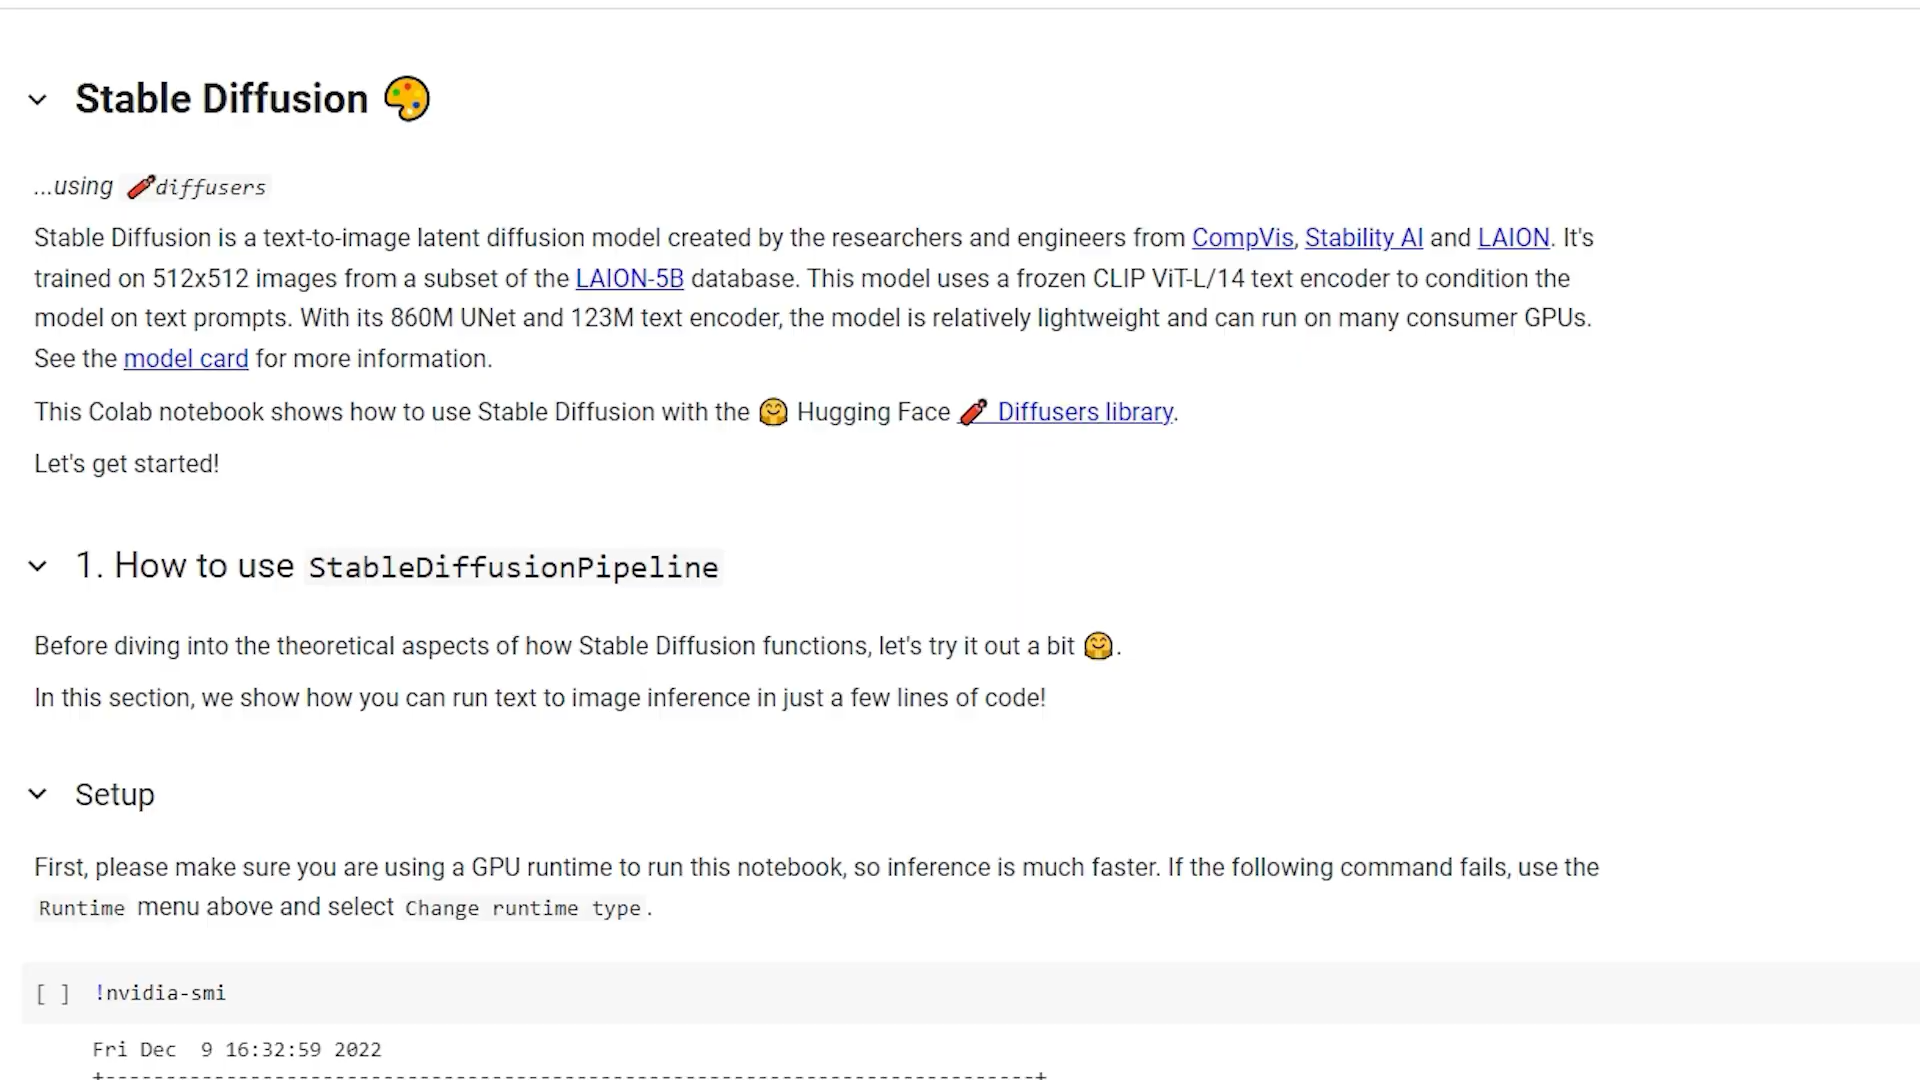 Stable Diffusion 🎨
...using 🧨diffusers
Stable Diffusion is a text-to-image latent diffusion model created by the researchers and engineers from CompVis, Stability AI and LAION. It's
trained on 512x512 images from a subset of the LAION-5B database. This model uses a frozen CLIP ViT-L/14 text encoder to condition the
model on text prompts. With its 860M UNet and 123M text encoder, the model is relatively lightweight and can run on many consumer GPUs.
See the model card for more information.
This Colab notebook shows how to use Stable Diffusion with the 🤗 Hugging Face 🧨 Diffusers library.
Let's get started!
1. How to use StableDiffusionPipeline
Before diving into the theoretical aspects of how Stable Diffusion functions, let's try it out a bit 🤗.
In this section, we show how you can run text to image inference in just a few lines of code!
Setup
First, please make sure you are using a GPU runtime to run this notebook, so inference is much faster. If the following command fails, use the
Runtime menu above and select Change runtime type.
[ ] !nvidia-smi
Fri Dec  9 16:32:59 2022
+-----------------------------------------------------------------------------+